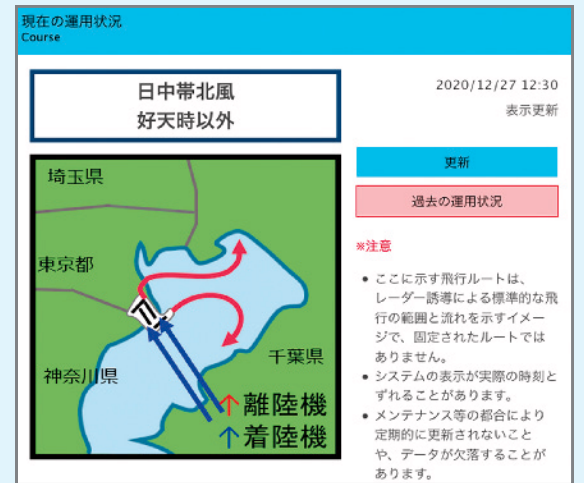 現在の運用状況
Course
日中帯北風
好天時以外
2020/12/27 12:30
表示更新
更新
過去の運用状況
※注意
埼玉県
東京都
神奈川県
千葉県
↑離陸機
↑着陸機
● ここに示す飛行ルートは、
レーダー誘導による標準的な飛
行の範囲と流れを示すイメー
ジで、固定されたルートでは
ありません。
● システムの表示が実際の時刻と
ずれることがあります。
● メンテナンス等の都合により
定期的に更新されないこと
や、データが欠落することが
あります。